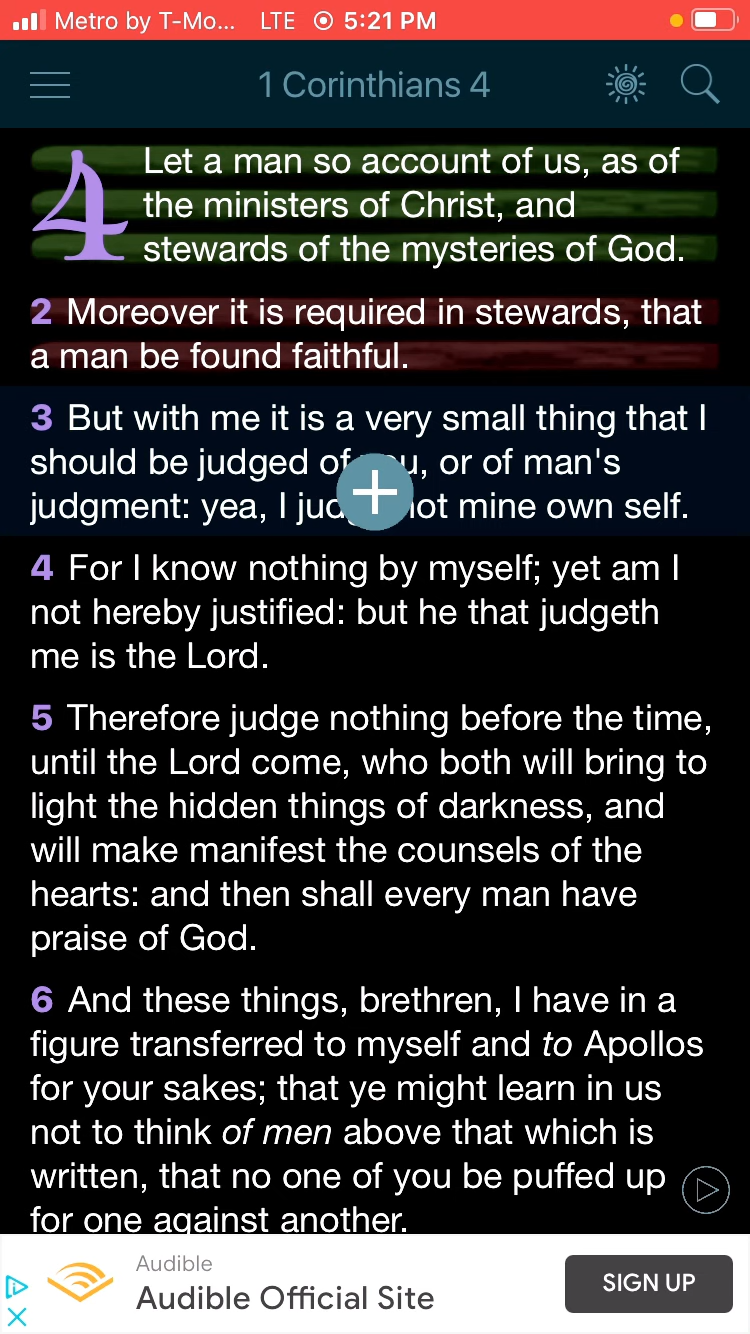 Metro by T-Mo... LTE 5:21 PM
1 Corinthians 4
4 Let a man so account of us, as of
the ministers of Christ, and
stewards of the mysteries of God.
2 Moreover it is required in stewards, that
a man be found faithful.
3 But with me it is a very small thing that I
should be judged of or of man's
judgment: yea, I mine own self.
4 For I know nothing by myself; yet am I
not hereby justified: but he that judgeth
me is the Lord.
5 Therefore judge nothing before the time,
until the Lord come, who both will bring to
light the hidden things of darkness, and
will make manifest the counsels of the
hearts: and then shall every man have
praise of God.
6 And these things, brethren, I have in a
figure transferred to myself and to Apollos
for your sakes; that ye might learn in us
not to think of men above that which is
written, that no one of you be puffed up
for one against another.
Audible
Audible Official Site
SIGN UP